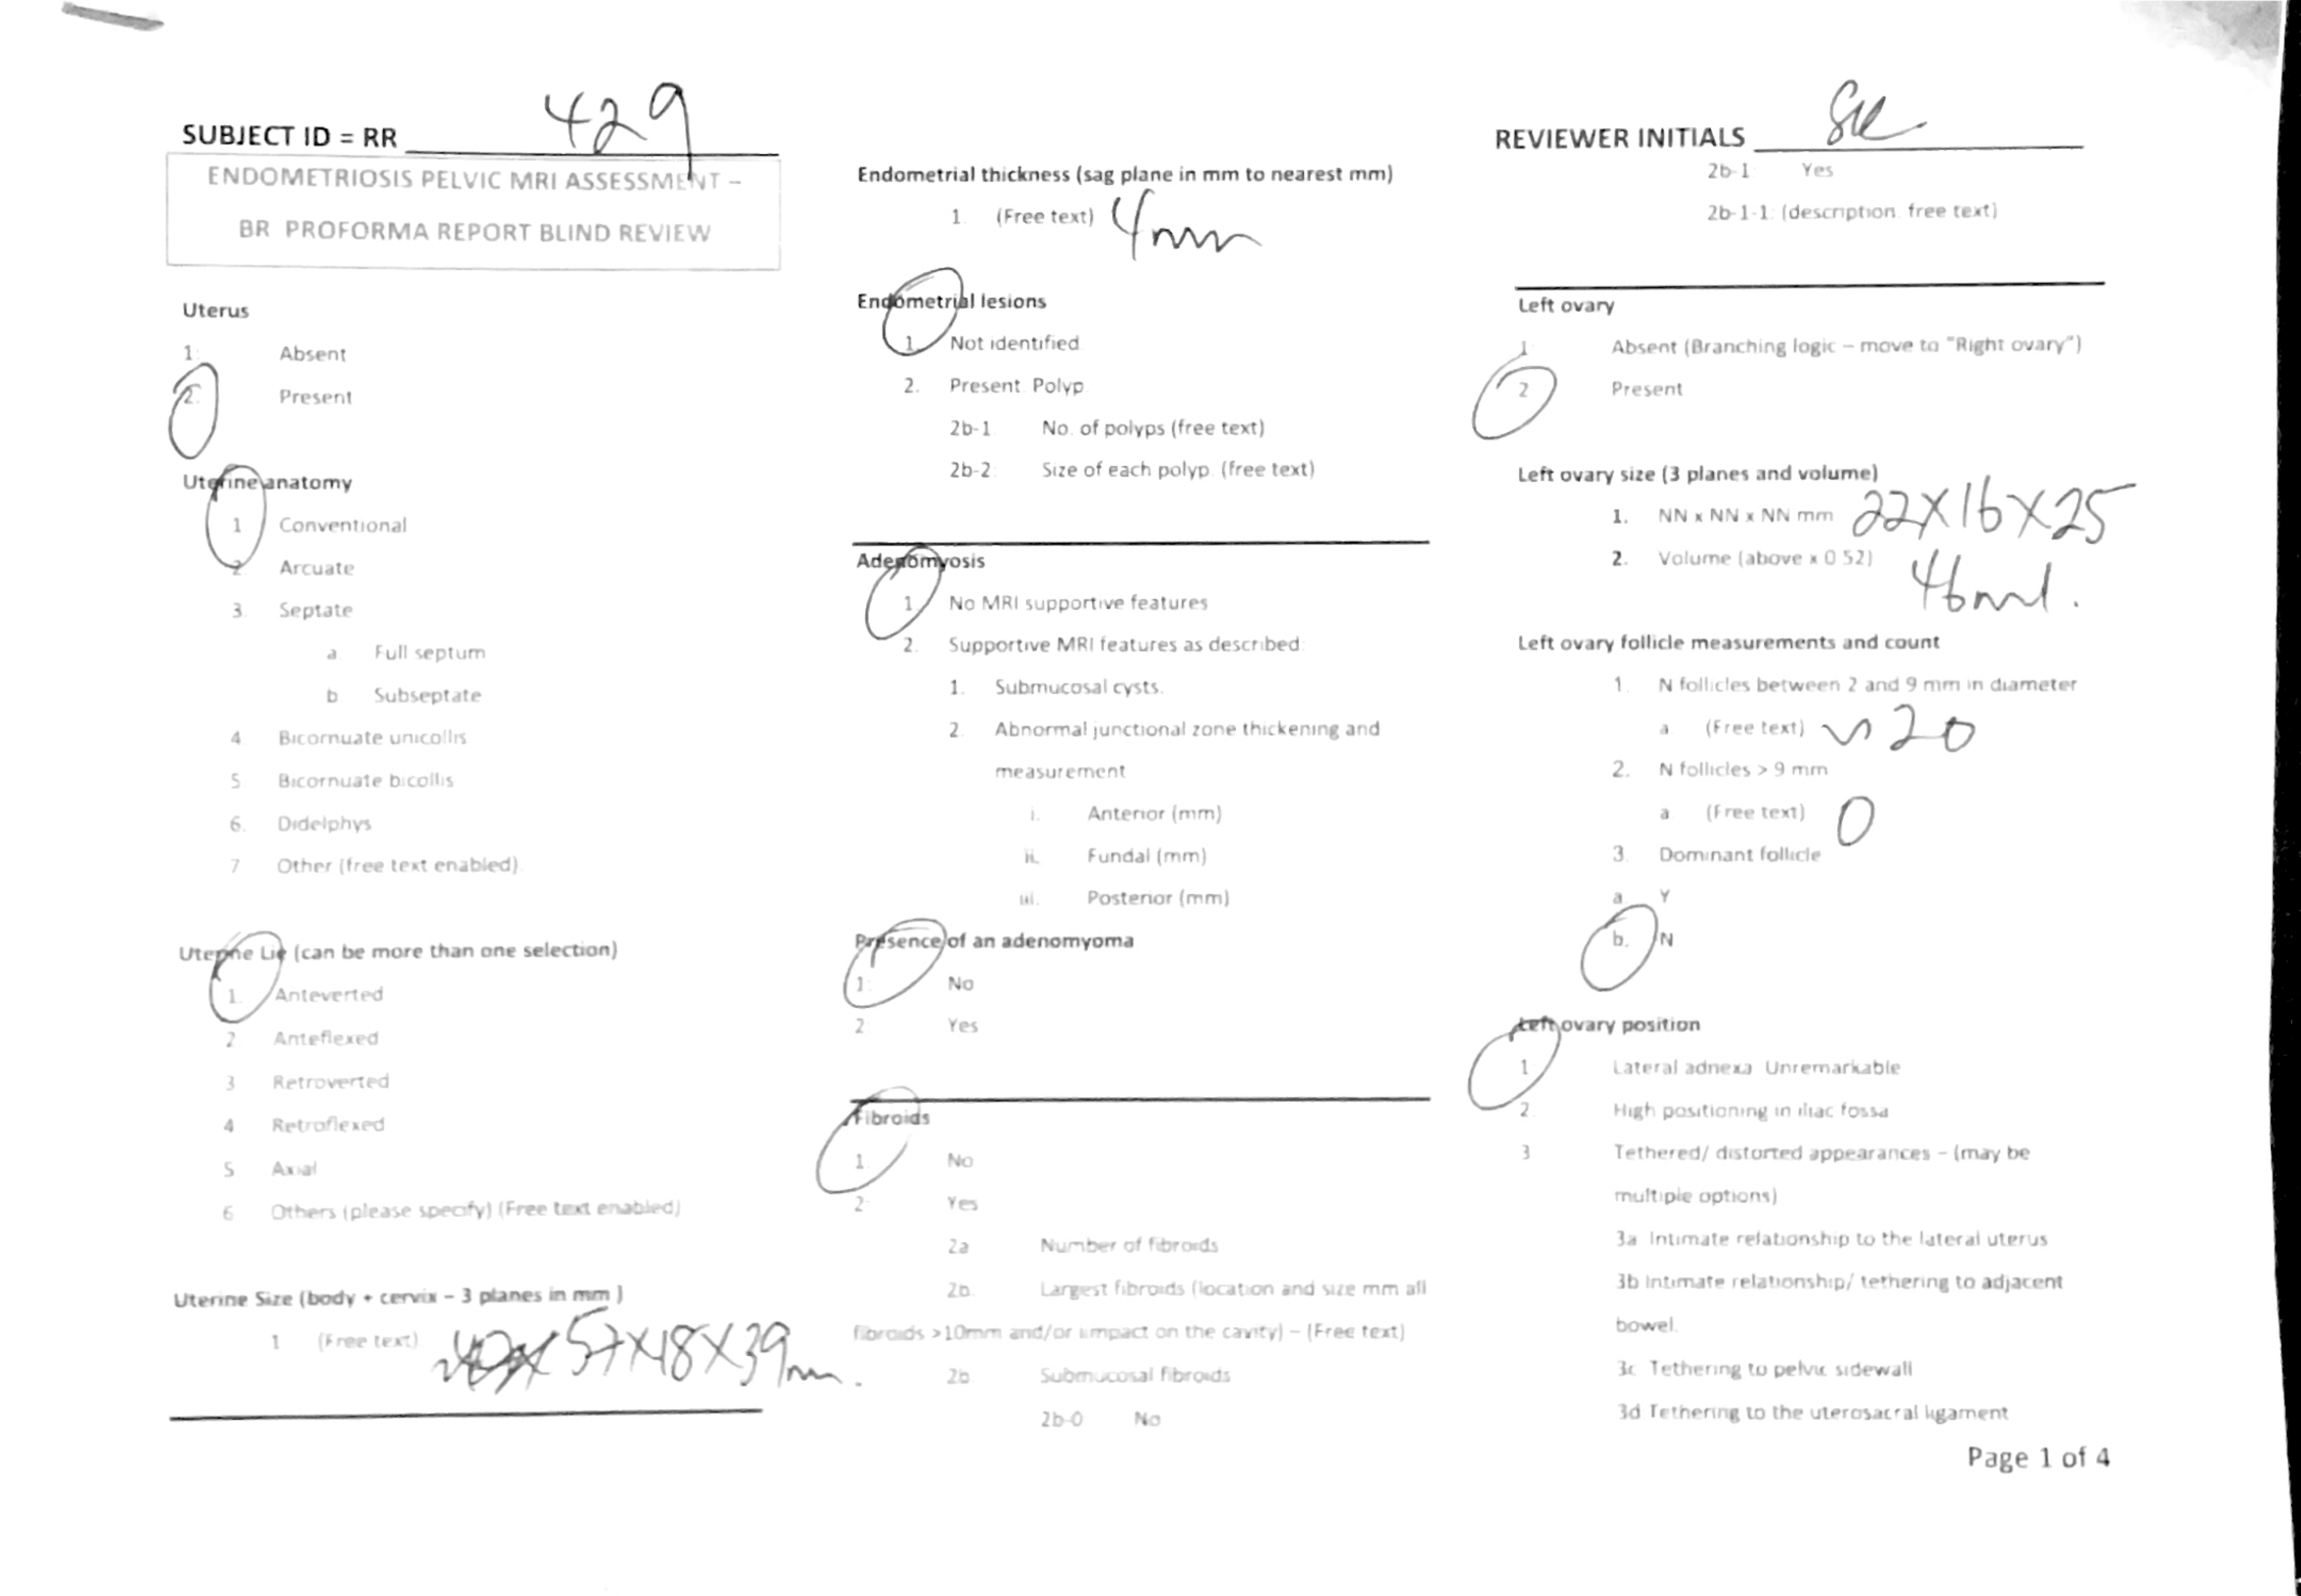 SUBJECT ID = RR 429
ENDOMETRIOSIS PELVIC MRI ASSESSMENT –
BR PROFORMA REPORT BLIND REVIEW
Uterus
1. Absent
2. Present
Uterine anatomy
1 Conventional
2. Arcuate
3. Septate
a. Full septum
b Subseptate
4 Bicornuate unicollis
5 Bicornuate bicollis
6. Didelphys
7 Other (free text enabled).
Uterine Lie (can be more than one selection)
1. Anteverted
2 Anteflexed
3 Retroverted
4 Retroflexed
5 Axial
6 Others (please specify) (Free text enabled)
Uterine Size (body + cervix – 3 planes in mm )
1 (Free text) 57x18x39mm.
Endometrial thickness (sag plane in mm to nearest mm)
1. (Free text) 4mm
Endometrial lesions
1. Not identified
2. Present. Polyp
2b-1. No. of polyps (free text)
2b-2: Size of each polyp. (free text)
Adenomyosis
1 No MRI supportive features
2. Supportive MRI features as described:
1. Submucosal cysts.
2. Abnormal junctional zone thickening and
measurement
i. Anterior (mm)
ii. Fundal (mm)
iii. Posterior (mm)
Presence of an adenomyoma
1: No
2: Yes
Fibroids
1. No
2: Yes
2a Number of fibroids
2b. Largest fibroids (location and size mm all
fibroids >10mm and/or impact on the cavity) – (Free text)
2b. Submucosal fibroids
2b-0 No
REVIEWER INITIALS
2b-1: Yes
2b-1-1: (description. free text)
Left ovary
1 Absent (Branching logic – move to "Right ovary")
2 Present
Left ovary size (3 planes and volume)
1. NN x NN x NN mm 22x16x25
2. Volume (above x 0.52) 46ml.
Left ovary follicle measurements and count
1. N follicles between 2 and 9 mm in diameter
a (Free text) ~ 20
2. N follicles > 9 mm
a (Free text) 0
3. Dominant follicle
a. Y
b. N
Left ovary position
1 Lateral adnexa Unremarkable
2. High positioning in iliac fossa
3 Tethered/ distorted appearances – (may be
multiple options)
3a Intimate relationship to the lateral uterus
3b Intimate relationship/ tethering to adjacent
bowel.
3c Tethering to pelvic sidewall
3d Tethering to the uterosacral ligament
Page 1 of 4